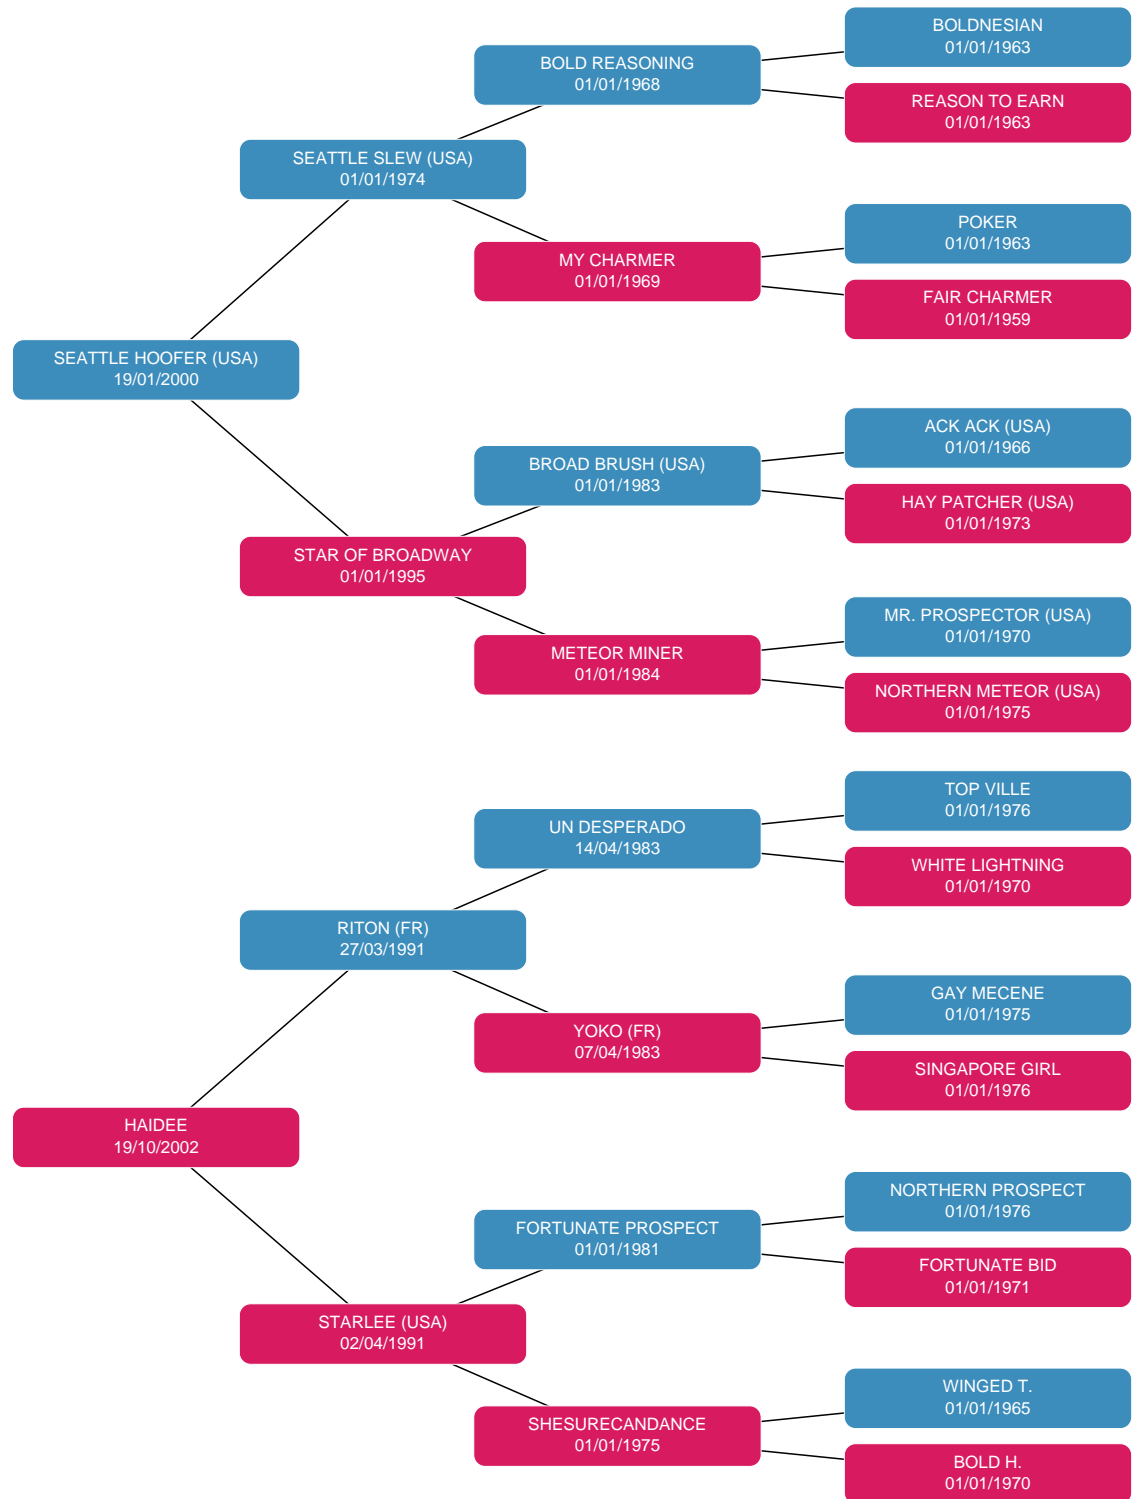 BOLDNESIAN
01/01/1963
BOLD REASONING
01/01/1968
REASON TO EARN
01/01/1963
SEATTLE SLEW (USA)
01/01/1974
POKER
01/01/1963
MY CHARMER
01/01/1969
FAIR CHARMER
01/01/1959
SEATTLE HOOFER (USA)
19/01/2000
ACK ACK (USA)
01/01/1966
BROAD BRUSH (USA)
01/01/1983
HAY PATCHER (USA)
01/01/1973
STAR OF BROADWAY
01/01/1995
MR. PROSPECTOR (USA)
01/01/1970
METEOR MINER
01/01/1984
NORTHERN METEOR (USA)
01/01/1975
TOP VILLE
01/01/1976
UN DESPERADO
14/04/1983
WHITE LIGHTNING
01/01/1970
RITON (FR)
27/03/1991
GAY MECENE
01/01/1975
YOKO (FR)
07/04/1983
SINGAPORE GIRL
01/01/1976
HAIDEE
19/10/2002
NORTHERN PROSPECT
01/01/1976
FORTUNATE PROSPECT
01/01/1981
FORTUNATE BID
01/01/1971
STARLEE (USA)
02/04/1991
WINGED T.
01/01/1965
SHESURECANDANCE
01/01/1975
BOLD H.
01/01/1970